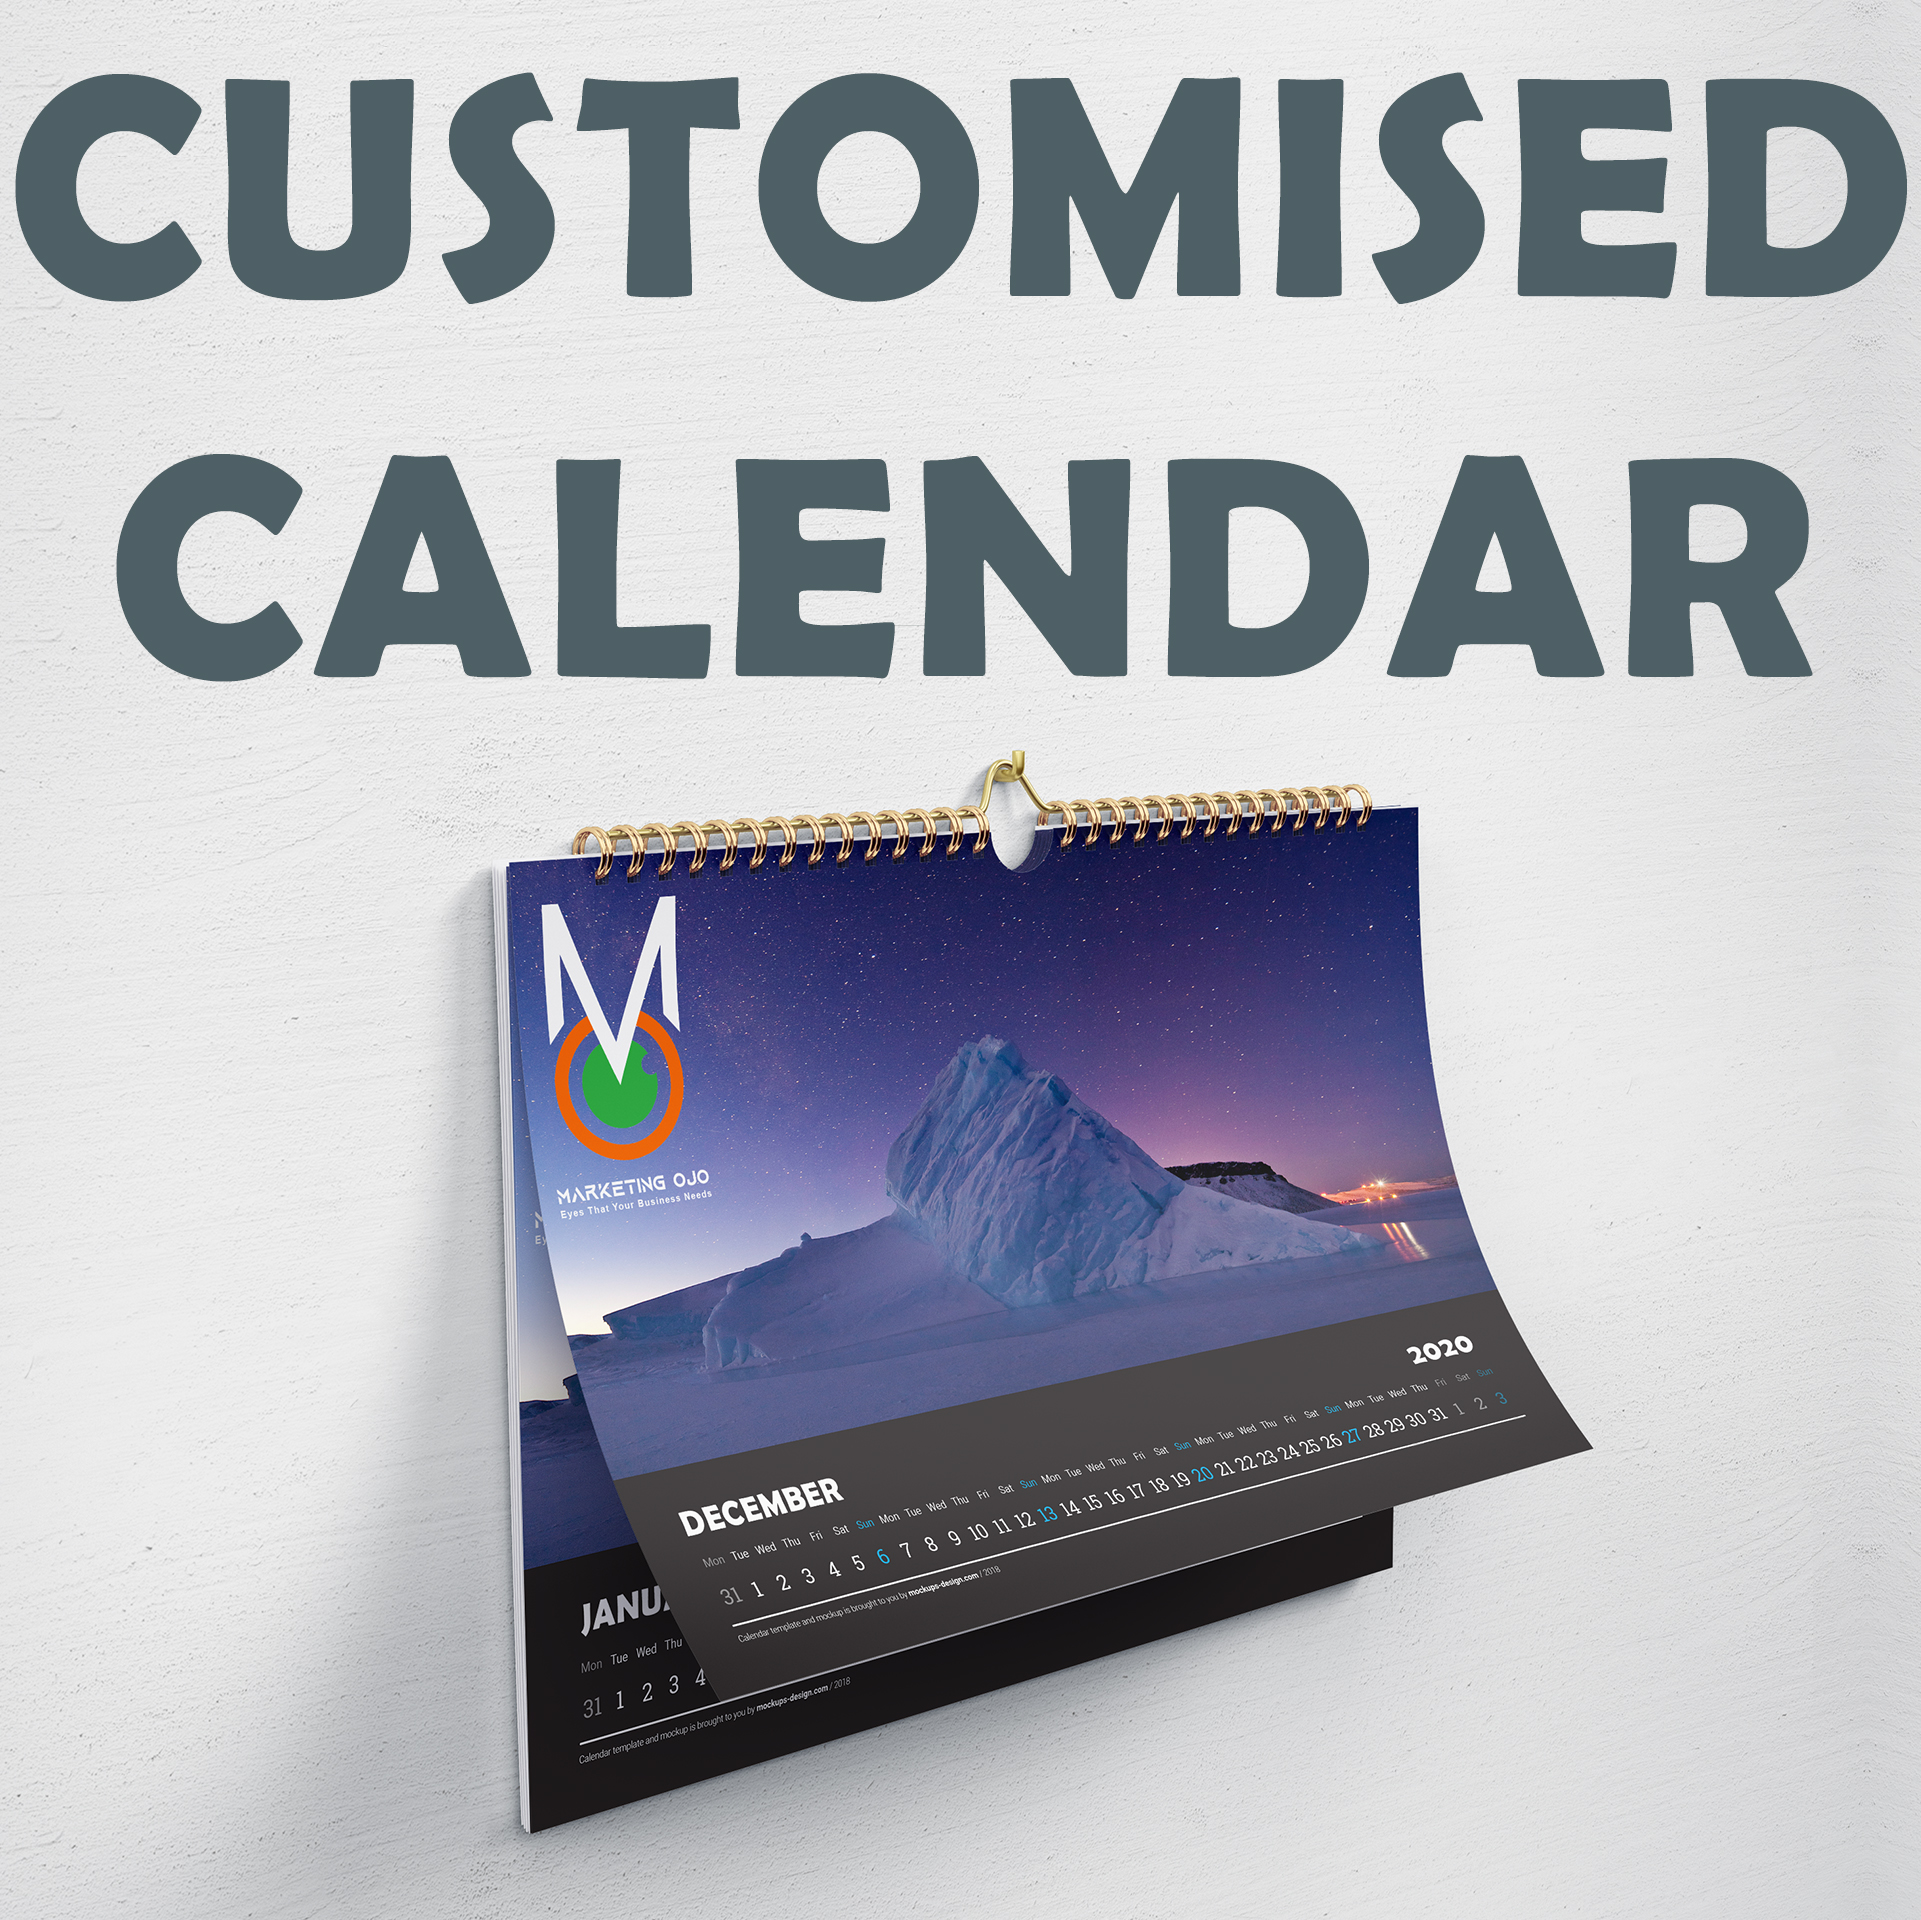 CUSTOMISED
CALENDAR
M
MARKETING OJO
Eyes That Your Business Needs
2020
DECEMBER
Mon Tue Wed Thu Fri Sat Sun Mon Tue Wed Thu Fri Sat Sun Mon Tue Wed Thu Fri Sat Sun Mon Tue Wed Thu Fri Sat Sun Mon Tue Wed Thu Fri Sat Sun
31 1 2 3 4 5 6 7 8 9 10 11 12 13 14 15 16 17 18 19 20 21 22 23 24 25 26 27 28 29 30 31 1 2 3
Calendar template and mockup is brought to you by mockups-design.com / 2018
JANUA
Mon Tue Wed Thu
31 1 2 3 4
Calendar template and mockup is brought to you by mockups-design.com / 2018